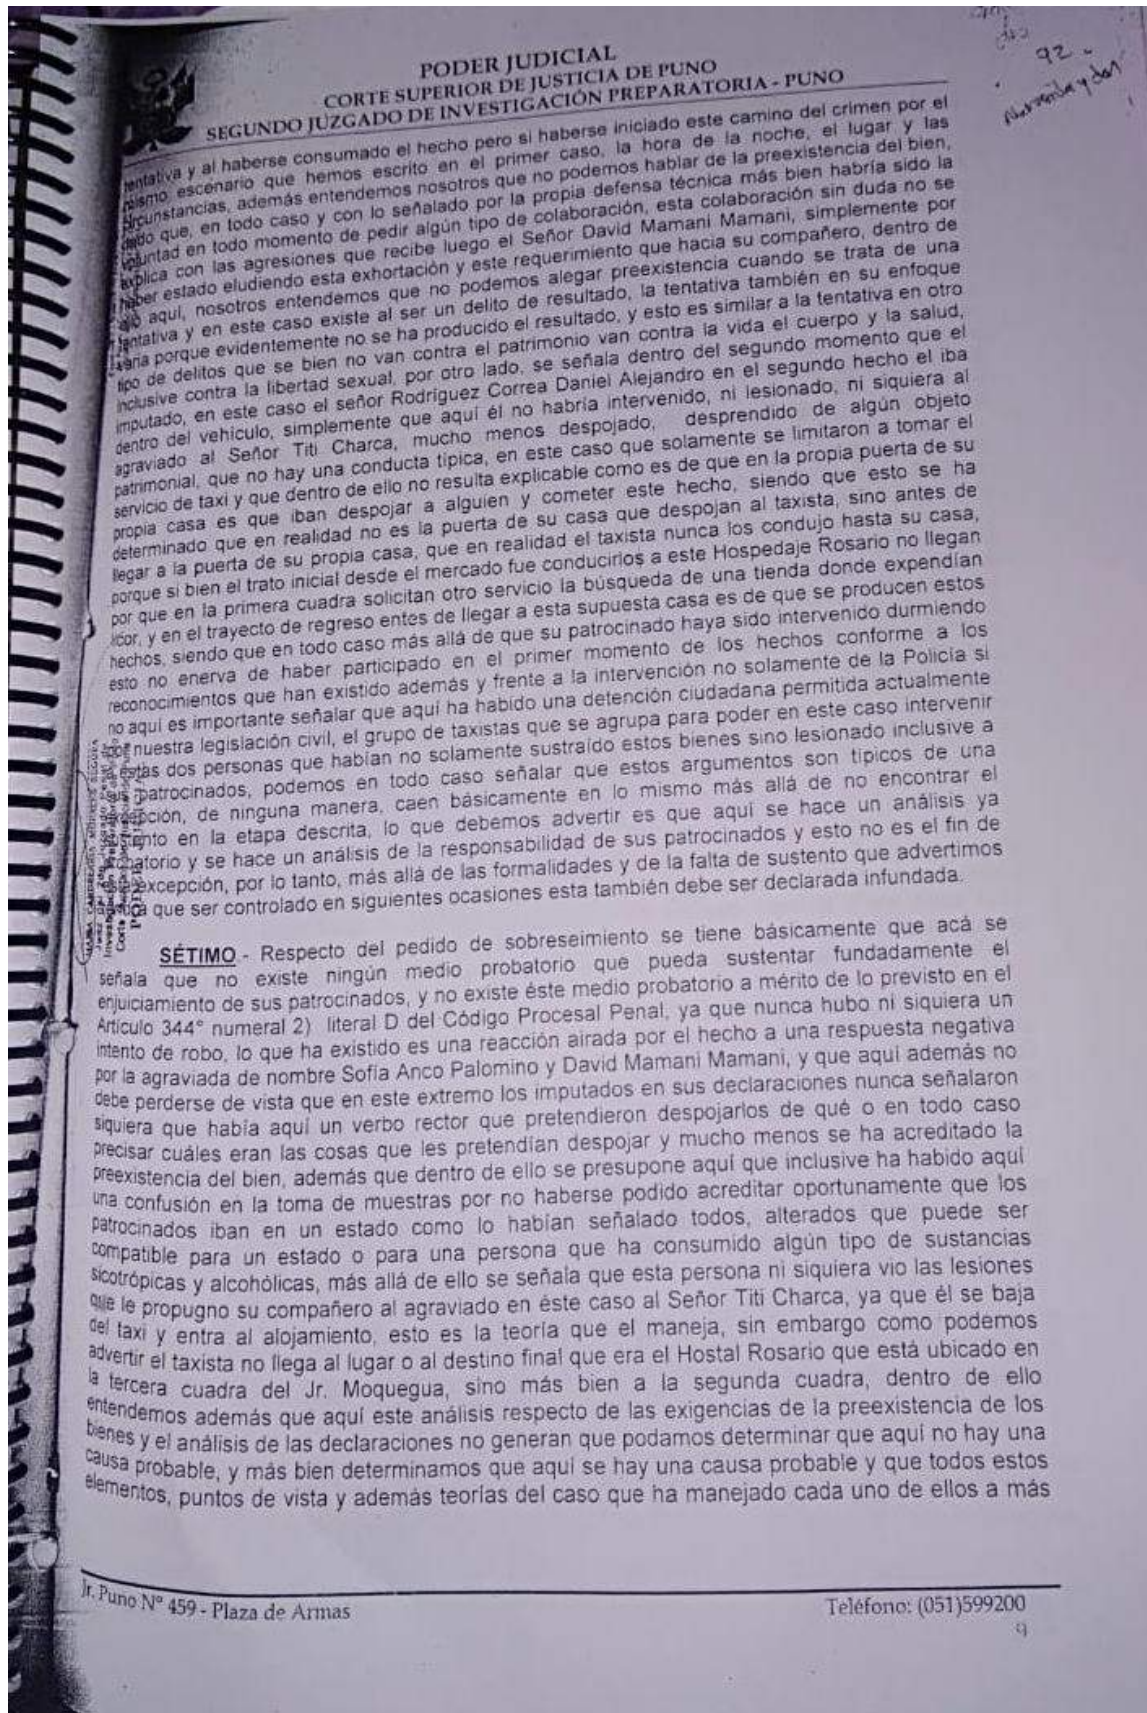 92
Noventa y dos
PODER JUDICIAL
CORTE SUPERIOR DE JUSTICIA DE PUNO
SEGUNDO JUZGADO DE INVESTIGACIÓN PREPARATORIA - PUNO
tentativa y al haberse consumado el hecho pero si haberse iniciado este camino del crimen por el
mismo escenario que hemos escrito en el primer caso, la hora de la noche, el lugar y las
circunstancias, además entendemos nosotros que no podemos hablar de la preexistencia del bien,
dado que, en todo caso y con lo señalado por la propia defensa técnica más bien habría sido la
voluntad en todo momento de pedir algún tipo de colaboración, esta colaboración sin duda no se
explica con las agresiones que recibe luego el Señor David Mamani Mamani, simplemente por
haber estado eludiendo esta exhortación y este requerimiento que hacia su compañero, dentro de
ello aquí, nosotros entendemos que no podemos alegar preexistencia cuando se trata de una
tentativa y en este caso existe al ser un delito de resultado, la tentativa también en su enfoque
varia porque evidentemente no se ha producido el resultado, y esto es similar a la tentativa en otro
tipo de delitos que se bien no van contra el patrimonio van contra la vida el cuerpo y la salud,
inclusive contra la libertad sexual, por otro lado, se señala dentro del segundo momento que el
imputado, en este caso el señor Rodríguez Correa Daniel Alejandro en el segundo hecho el iba
dentro del vehículo, simplemente que aquí él no habría intervenido, ni lesionado, ni siquiera al
agraviado al Señor Titi Charca, mucho menos despojado, desprendido de algún objeto
patrimonial, que no hay una conducta típica, en este caso que solamente se limitaron a tomar el
servicio de taxi y que dentro de ello no resulta explicable como es de que en la propia puerta de su
propia casa es que iban despojar a alguien y cometer este hecho, siendo que esto se ha
determinado que en realidad no es la puerta de su casa que despojan al taxista, sino antes de
llegar a la puerta de su propia casa, que en realidad el taxista nunca los condujo hasta su casa,
porque si bien el trato inicial desde el mercado fue conducirlos a este Hospedaje Rosario no llegan
por que en la primera cuadra solicitan otro servicio la búsqueda de una tienda donde expendían
licor, y en el trayecto de regreso entes de llegar a esta supuesta casa es de que se producen estos
hechos, siendo que en todo caso más allá de que su patrocinado haya sido intervenido durmiendo
esto no enerva de haber participado en el primer momento de los hechos conforme a los
reconocimientos que han existido además y frente a la intervención no solamente de la Policía si
no aquí es importante señalar que aquí ha habido una detención ciudadana permitida actualmente
por nuestra legislación civil, el grupo de taxistas que se agrupa para poder en este caso intervenir
a estas dos personas que habían no solamente sustraído estos bienes sino lesionado inclusive a
patrocinados, podemos en todo caso señalar que estos argumentos son típicos de una
excepción, de ninguna manera, caen básicamente en lo mismo más allá de no encontrar el
en la etapa descrita, lo que debemos advertir es que aquí se hace un análisis ya
y se hace un análisis de la responsabilidad de sus patrocinados y esto no es el fin de
excepción, por lo tanto, más allá de las formalidades y de la falta de sustento que advertimos
que ser controlado en siguientes ocasiones esta también debe ser declarada infundada.
SÉTIMO.- Respecto del pedido de sobreseimiento se tiene básicamente que acá se
señala que no existe ningún medio probatorio que pueda sustentar fundadamente el
enjuiciamiento de sus patrocinados, y no existe éste medio probatorio a mérito de lo previsto en el
Artículo 344° numeral 2) literal D del Código Procesal Penal, ya que nunca hubo ni siquiera un
intento de robo, lo que ha existido es una reacción airada por el hecho a una respuesta negativa
por la agraviada de nombre Sofía Anco Palomino y David Mamani Mamani, y que aquí además no
debe perderse de vista que en este extremo los imputados en sus declaraciones nunca señalaron
siquiera que había aquí un verbo rector que pretendieron despojarlos de qué o en todo caso
precisar cuáles eran las cosas que les pretendían despojar y mucho menos se ha acreditado la
preexistencia del bien, además que dentro de ello se presupone aquí que inclusive ha habido aquí
una confusión en la toma de muestras por no haberse podido acreditar oportunamente que los
patrocinados iban en un estado como lo habían señalado todos, alterados que puede ser
compatible para un estado o para una persona que ha consumido algún tipo de sustancias
sicotrópicas y alcohólicas, más allá de ello se señala que esta persona ni siquiera vio las lesiones
que le propugno su compañero al agraviado en éste caso al Señor Titi Charca, ya que él se baja
del taxi y entra al alojamiento, esto es la teoría que el maneja, sin embargo como podemos
advertir el taxista no llega al lugar o al destino final que era el Hostal Rosario que está ubicado en
la tercera cuadra del Jr. Moquegua, sino más bien a la segunda cuadra, dentro de ello
entendemos además que aquí este análisis respecto de las exigencias de la preexistencia de los
bienes y el análisis de las declaraciones no generan que podamos determinar que aquí no hay una
causa probable, y más bien determinamos que aquí se hay una causa probable y que todos estos
elementos, puntos de vista y además teorías del caso que ha manejado cada uno de ellos a más
Jr. Puno Nº 459 - Plaza de Armas
Teléfono: (051)599200
9